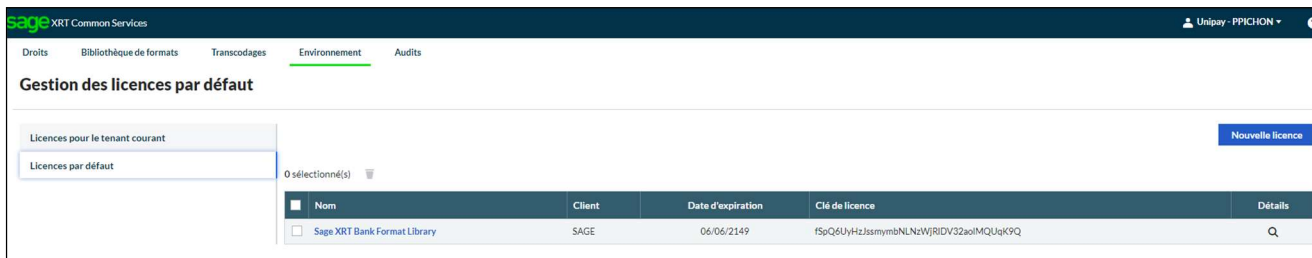 sage XRT Common Services Unipay - PPICHON
Droits Bibliothèque de formats Transcodages Environnement Audits
Gestion des licences par défaut
Licences pour le tenant courant
Nouvelle licence
Licences par défaut
0 sélectionné(s)
Nom Client Date d'expiration Clé de licence Détails
Sage XRT Bank Format Library SAGE 06/06/2149 fSpQ6UyHzJssmymbNLNzWjRlDV32aolMQUqK9Q